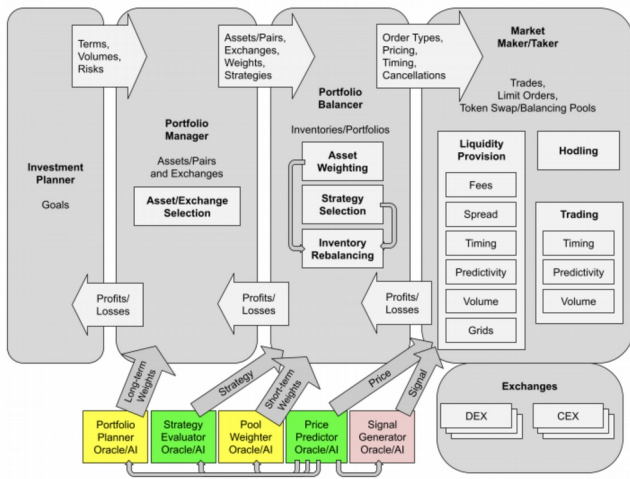 Terms,
Volumes,
Risks
Assets/Pairs,
Exchanges,
Weights,
Strategies
Order Types,
Pricing,
Timing,
Cancellations
Market
Maker/Taker
Trades,
Limit Orders,
Token Swap/Balancing Pools
Investment
Planner
Goals
Portfolio
Manager
Assets/Pairs
and Exchanges
Asset/Exchange
Selection
Portfolio
Balancer
Inventories/Portfolios
Asset
Weighting
Strategy
Selection
Inventory
Rebalancing
Liquidity
Provision
Fees
Spread
Timing
Predictivity
Volume
Grids
Hodling
Trading
Timing
Predictivity
Volume
Profits/
Losses
Profits/
Losses
Profits/
Losses
Long-term
Weights
Strategy
Short-term
Weights
Price
Signal
Portfolio
Planner
Oracle/AI
Strategy
Evaluator
Oracle/AI
Pool
Weighter
Oracle/AI
Price
Predictor
Oracle/AI
Signal
Generator
Oracle/AI
Exchanges
DEX
CEX